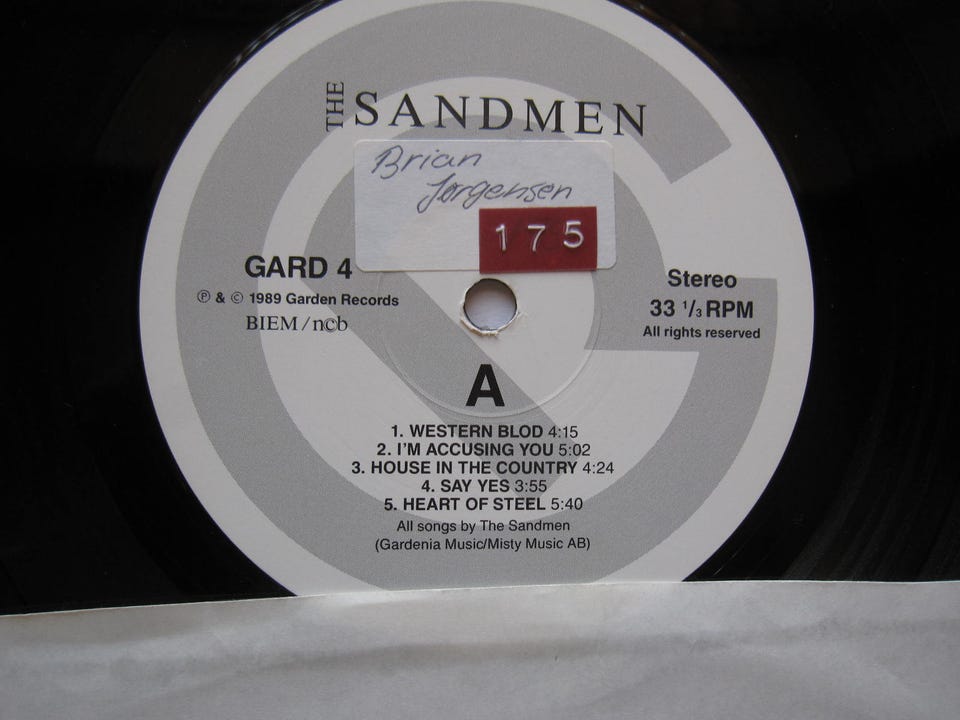 THE SANDMEN
Brian
Jørgensen
175
GARD 4
℗ & © 1989 Garden Records
BIEM/ncb
Stereo
33 1/3 RPM
All rights reserved
A
1. WESTERN BLOD 4:15
2. I'M ACCUSING YOU 5:02
3. HOUSE IN THE COUNTRY 4:24
4. SAY YES 3:55
5. HEART OF STEEL 5:40
All songs by The Sandmen
(Gardenia Music/Misty Music AB)